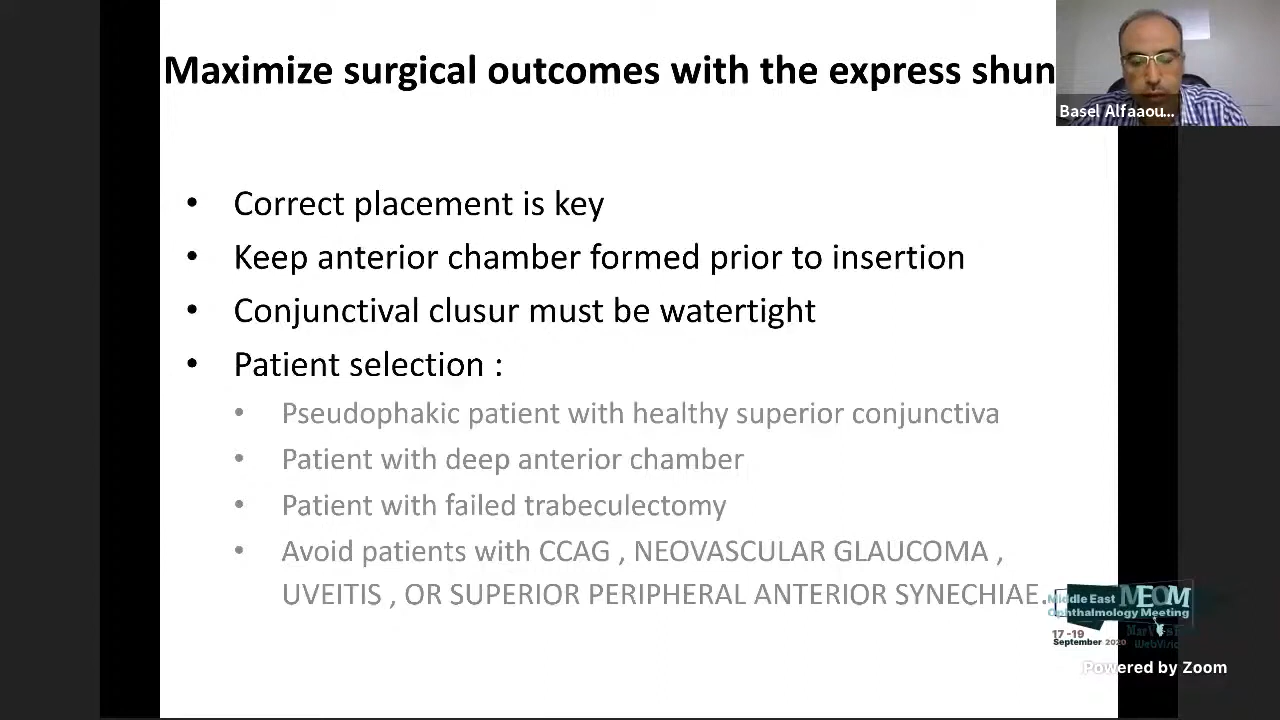 Maximize surgical outcomes with the express shun
Basel Alfaaou...
• Correct placement is key
• Keep anterior chamber formed prior to insertion
• Conjunctival clusur must be watertight
• Patient selection :
• Pseudophakic patient with healthy superior conjunctiva
• Patient with deep anterior chamber
• Patient with failed trabeculectomy
• Avoid patients with CCAG , NEOVASCULAR GLAUCOMA ,
UVEITIS , OR SUPERIOR PERIPHERAL ANTERIOR SYNECHIAE.
Middle East MEOM
Ophthalmology Meeting
17-19
September 2020
Powered by Zoom